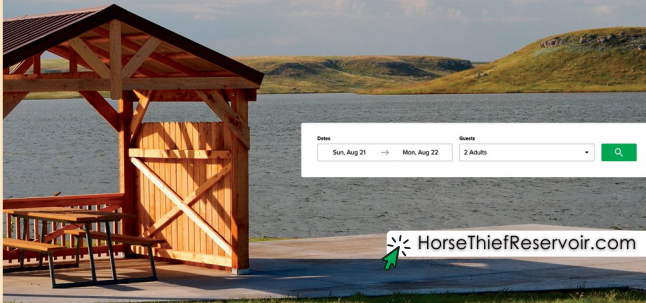 Dates
Guests
Sun, Aug 21 → Mon, Aug 22
2 Adults
HorseThiefReservoir.com